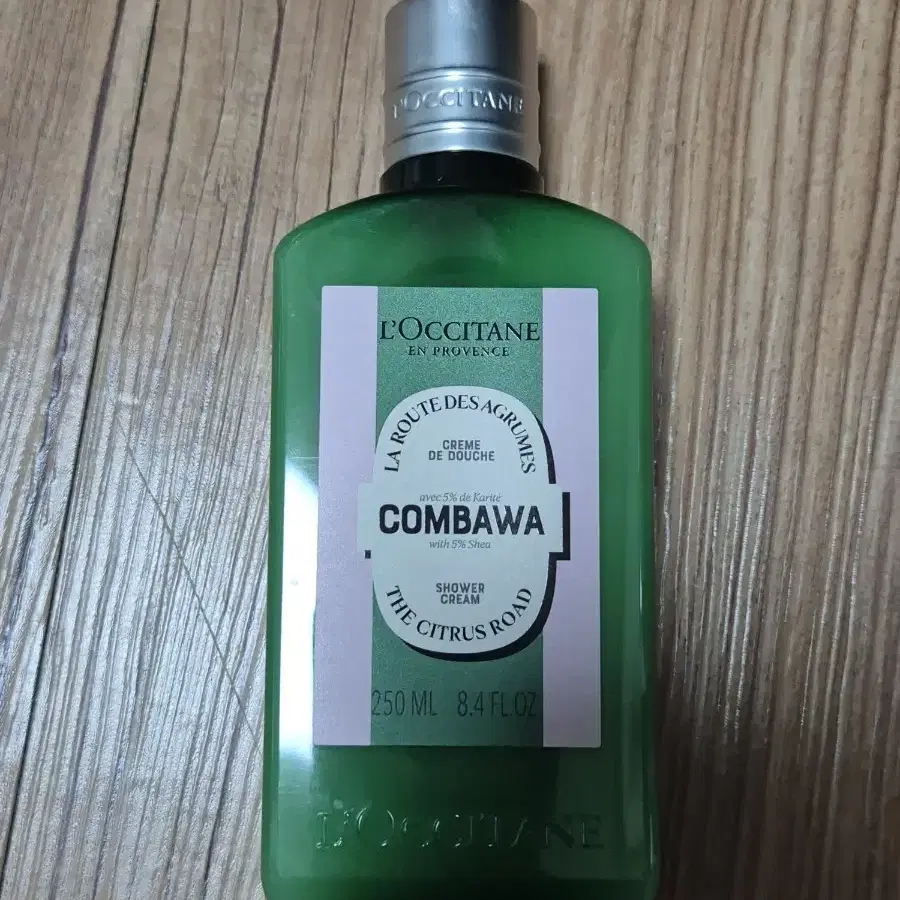 L'OCCITANE
L'OCCITANE
EN PROVENCE
LA ROUTE DES AGRUMES
CREME
DE DOUCHE
avec 5% de Karité
COMBAWA
with 5% Shea
SHOWER
CREAM
THE CITRUS ROAD
250 ML 8.4 FL.OZ
L'OCCITANE